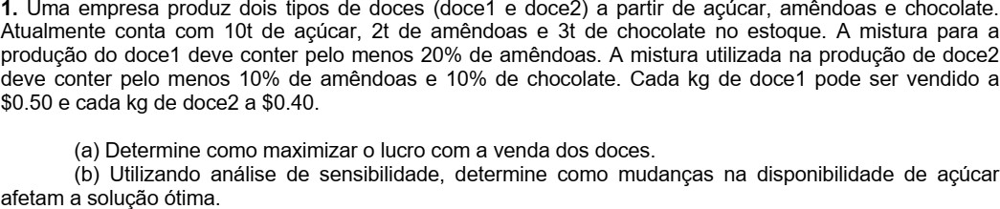 1. Uma empresa produz dois tipos de doces (doce1 e doce2) a partir de açúcar, amêndoas e chocolate.
Atualmente conta com 10t de açúcar, 2t de amêndoas e 3t de chocolate no estoque. A mistura para a
produção do doce1 deve conter pelo menos 20% de amêndoas. A mistura utilizada na produção de doce2
deve conter pelo menos 10% de amêndoas e 10% de chocolate. Cada kg de doce1 pode ser vendido a
$0.50 e cada kg de doce2 a $0.40.
(a) Determine como maximizar o lucro com a venda dos doces.
(b) Utilizando análise de sensibilidade, determine como mudanças na disponibilidade de açúcar
afetam a solução ótima.